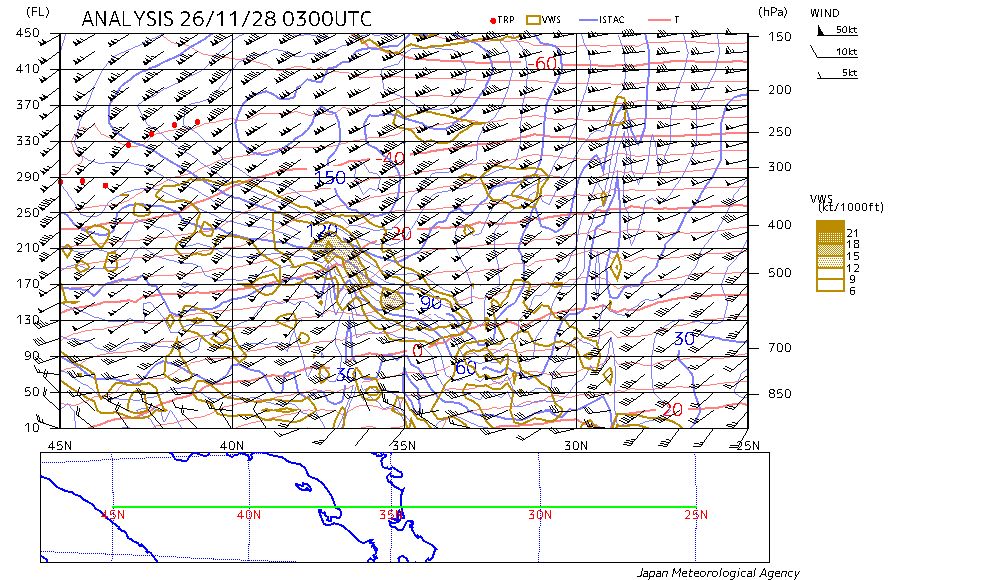 (FL) ANALYSIS 26/11/28 0300UTC TRP VWS ISTAC T (hPa) WIND
450 150 50kt
-60 10kt
410 5kt
370 200
330 250
-40
290 150 300
250 VWS
(kt/1000ft)
120 -20 400
210 21
18
15
170 500 12
90 9
130 6
30
90 0 700
30 60
50 850
10 20
45N 40N 35N 30N 25N
45N 40N 35N 30N 25N
Japan Meteorological Agency